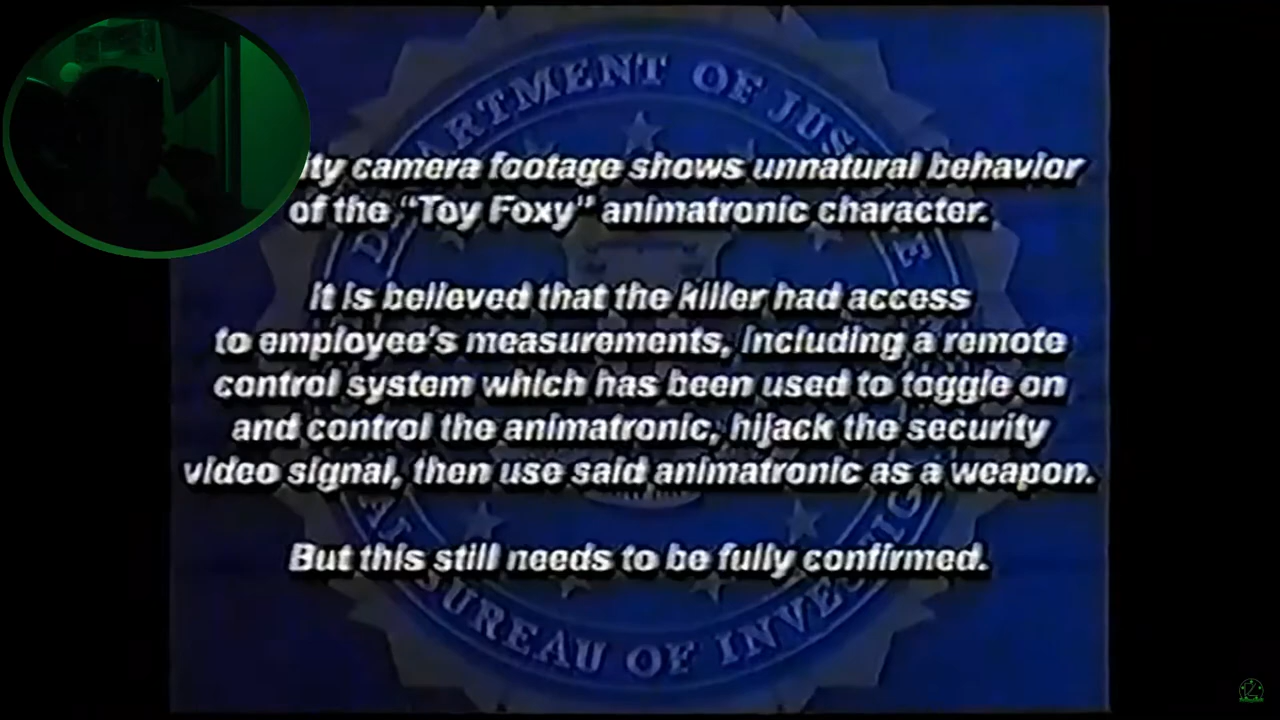 DEPARTMENT OF JUSTICE
ity camera footage shows unnatural behavior
of the “Toy Foxy” animatronic character.
It is believed that the killer had access
to employee's measurements, including a remote
control system which has been used to toggle on
and control the animatronic, hijack the security
video signal, then use said animatronic as a weapon.
But this still needs to be fully confirmed.
BUREAU OF INVESTIG